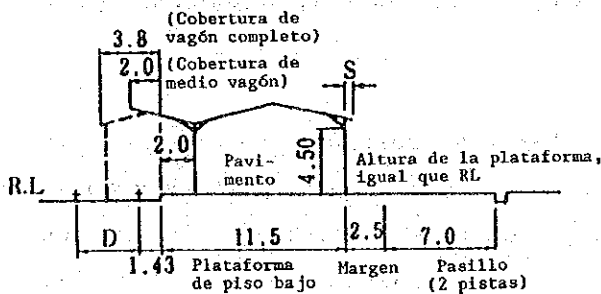 (Cobertura de
vagón completo)
3.8
2.0
(Cobertura de
medio vagón)
S
2.0
Pavi-
mento
4.50
Altura de la plataforma,
igual que RL
R.L
D
1.43
11.5
2.5
7.0
Plataforma
de piso bajo
Margen
Pasillo
(2 pistas)